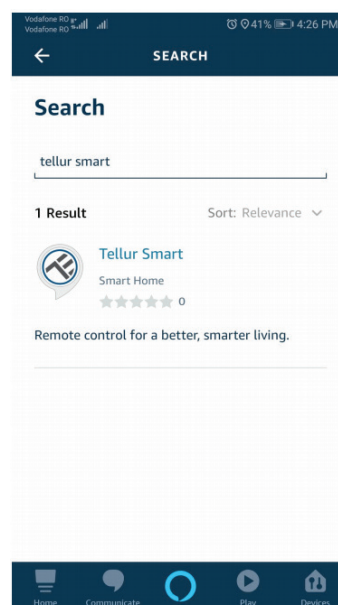 Vodafone RO
Vodafone RO
41% 4:26 PM
SEARCH
Search
tellur smart
1 Result
Sort: Relevance
Tellur Smart
Smart Home
0
Remote control for a better, smarter living.
Home Communicate Play Devices